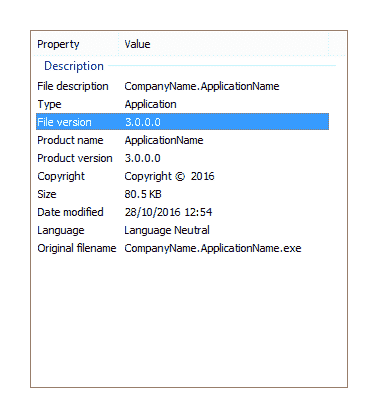 Property Value
Description
File description CompanyName.ApplicationName
Type Application
File version 3.0.0.0
Product name ApplicationName
Product version 3.0.0.0
Copyright Copyright © 2016
Size 80.5 KB
Date modified 28/10/2016 12:54
Language Language Neutral
Original filename CompanyName.ApplicationName.exe